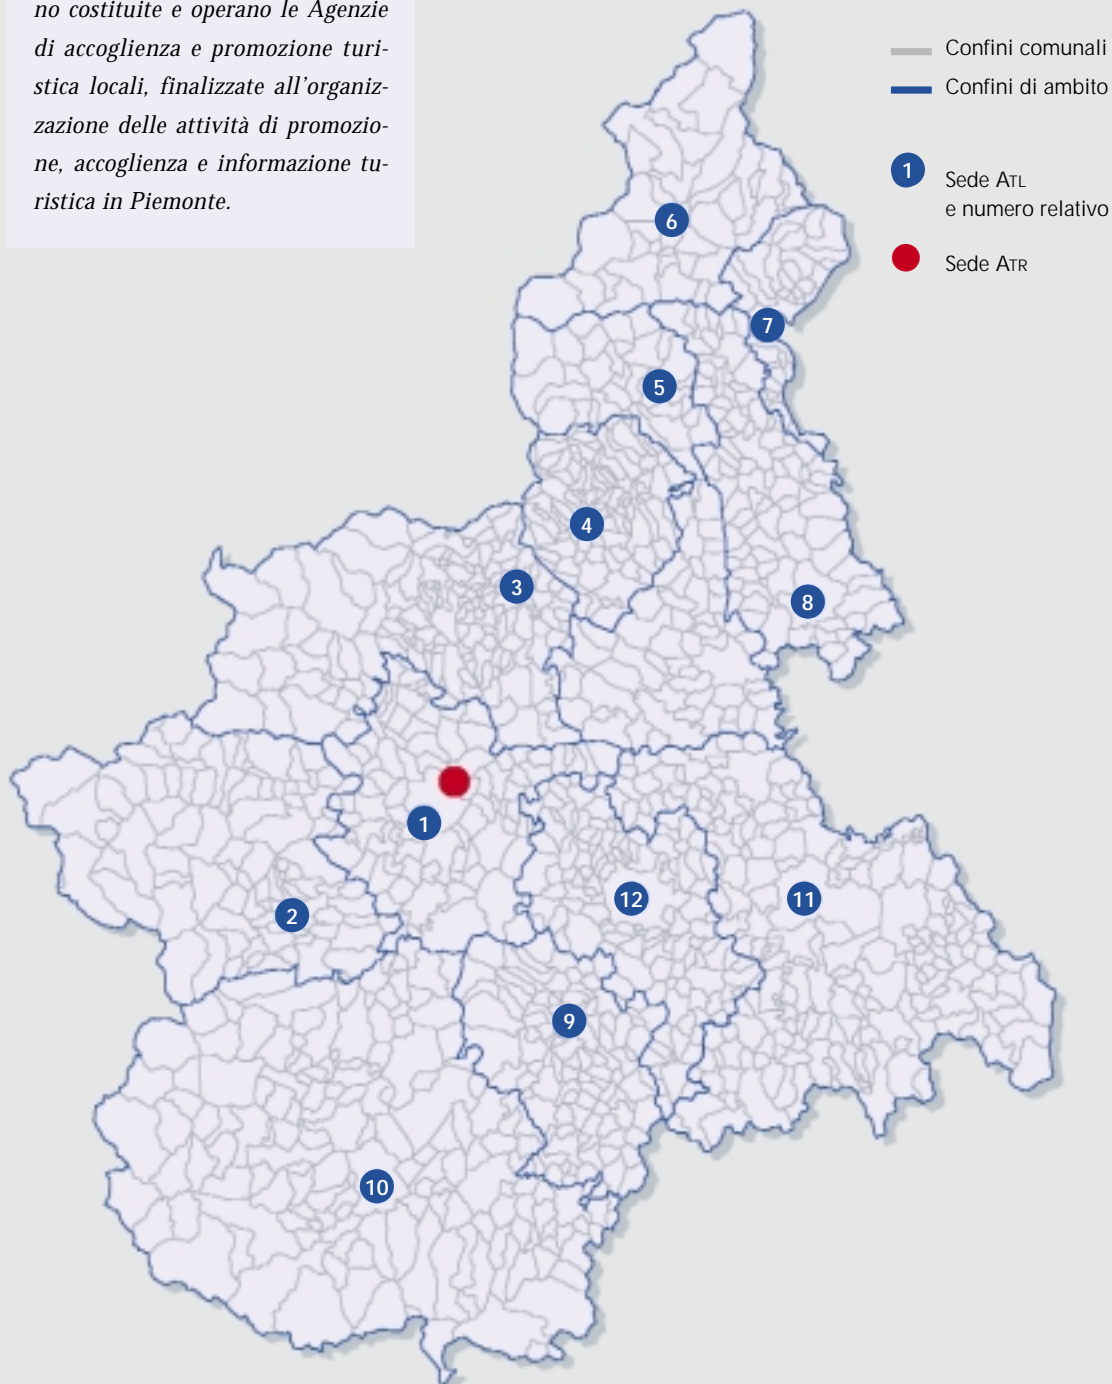 no costituite e operano le Agenzie
di accoglienza e promozione turi-
stica locali, finalizzate all'organiz-
zazione delle attività di promozio-
ne, accoglienza e informazione tu-
ristica in Piemonte.
Confini comunali
Confini di ambito
1
Sede ATL
e numero relativo
Sede ATR
6
7
5
4
3
8
1
12
11
2
9
10